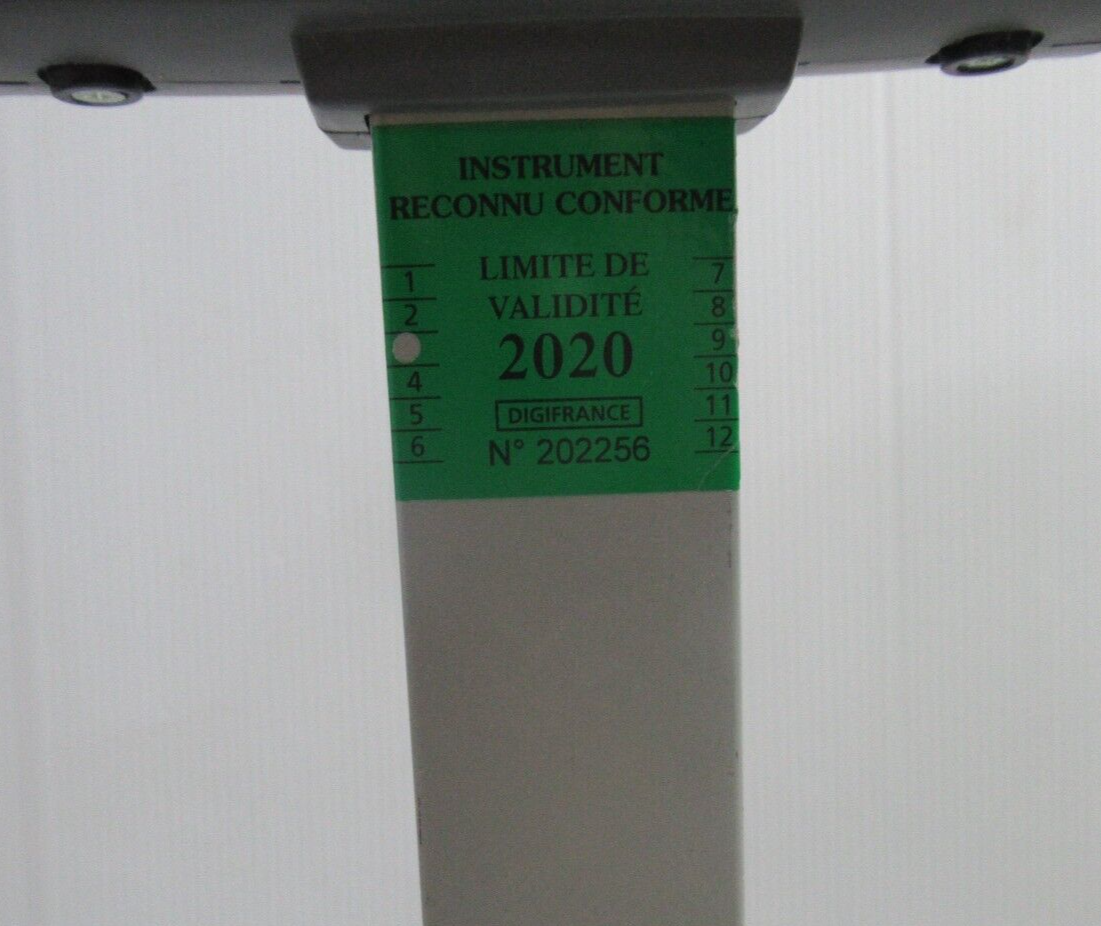 INSTRUMENT
RECONNU CONFORME
LIMITE DE
VALIDITÉ
2020
DIGIFRANCE
N° 202256
1
2
4
5
6
7
8
9
10
11
12